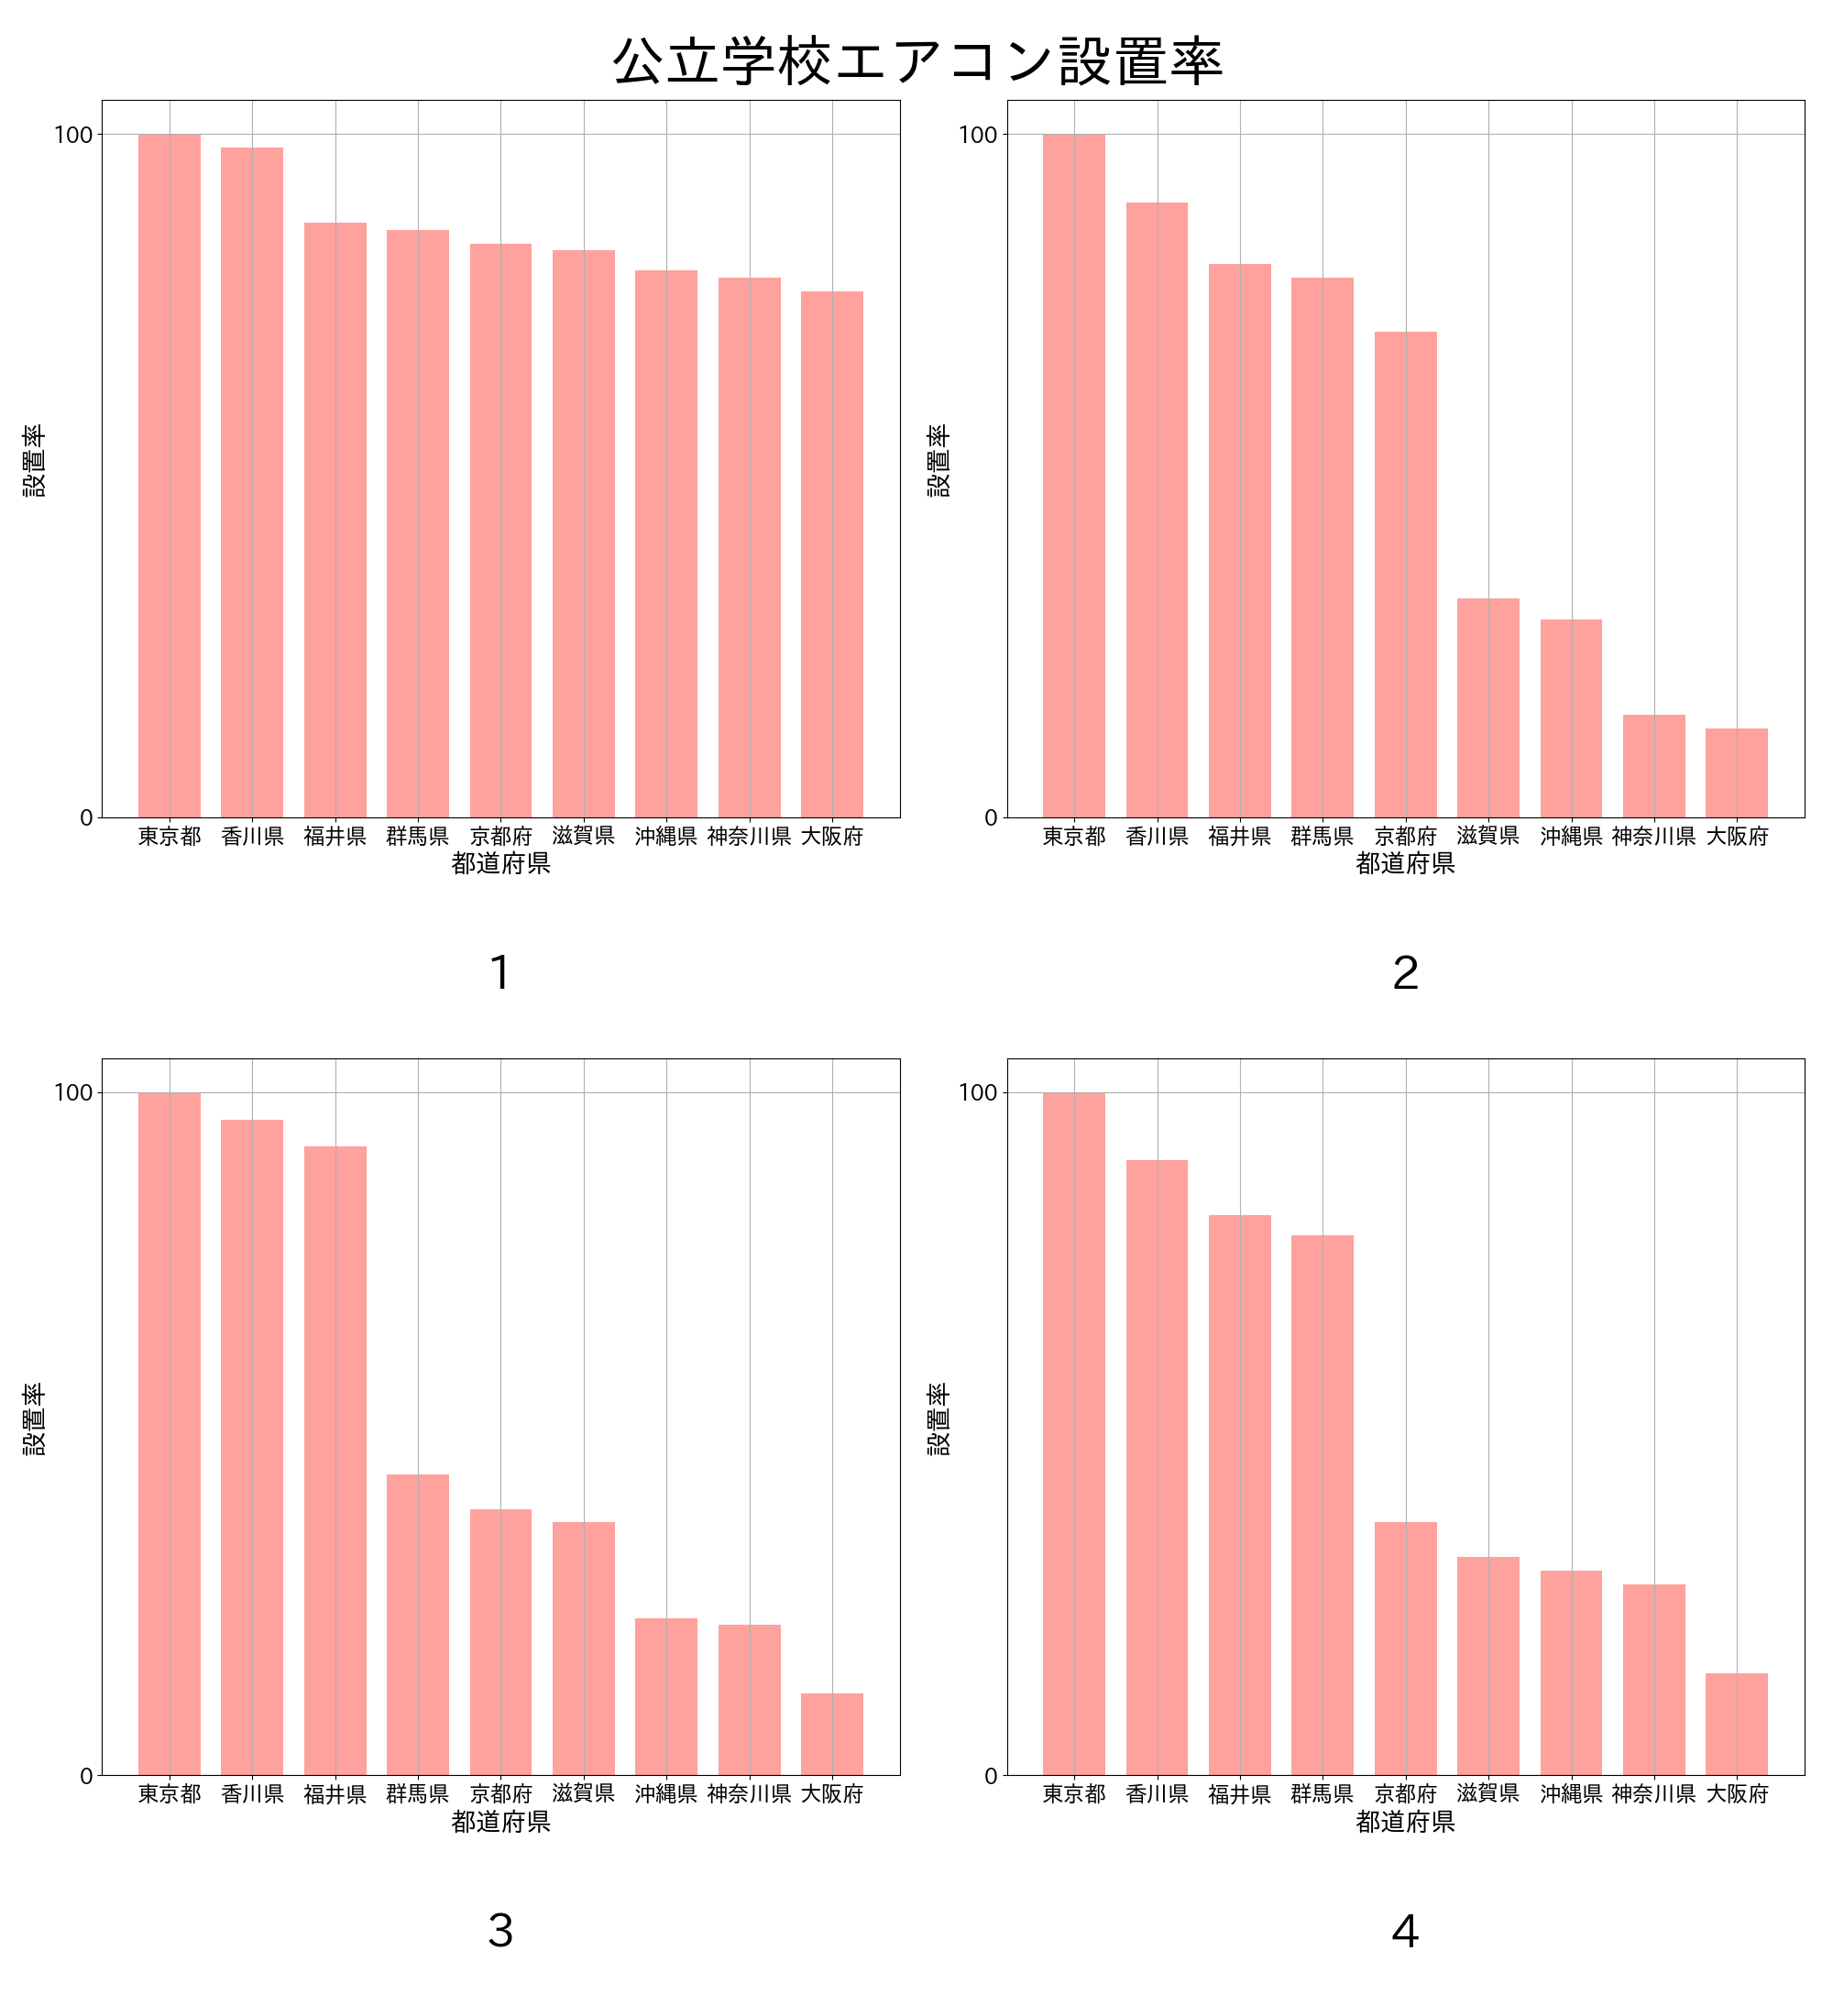 公立学校エアコン設置率
100
設置率
0
東京都 香川県 福井県 群馬県 京都府 滋賀県 沖縄県 神奈川県 大阪府
都道府県
1
100
設置率
0
東京都 香川県 福井県 群馬県 京都府 滋賀県 沖縄県 神奈川県 大阪府
都道府県
2
100
設置率
0
東京都 香川県 福井県 群馬県 京都府 滋賀県 沖縄県 神奈川県 大阪府
都道府県
3
100
設置率
0
東京都 香川県 福井県 群馬県 京都府 滋賀県 沖縄県 神奈川県 大阪府
都道府県
4